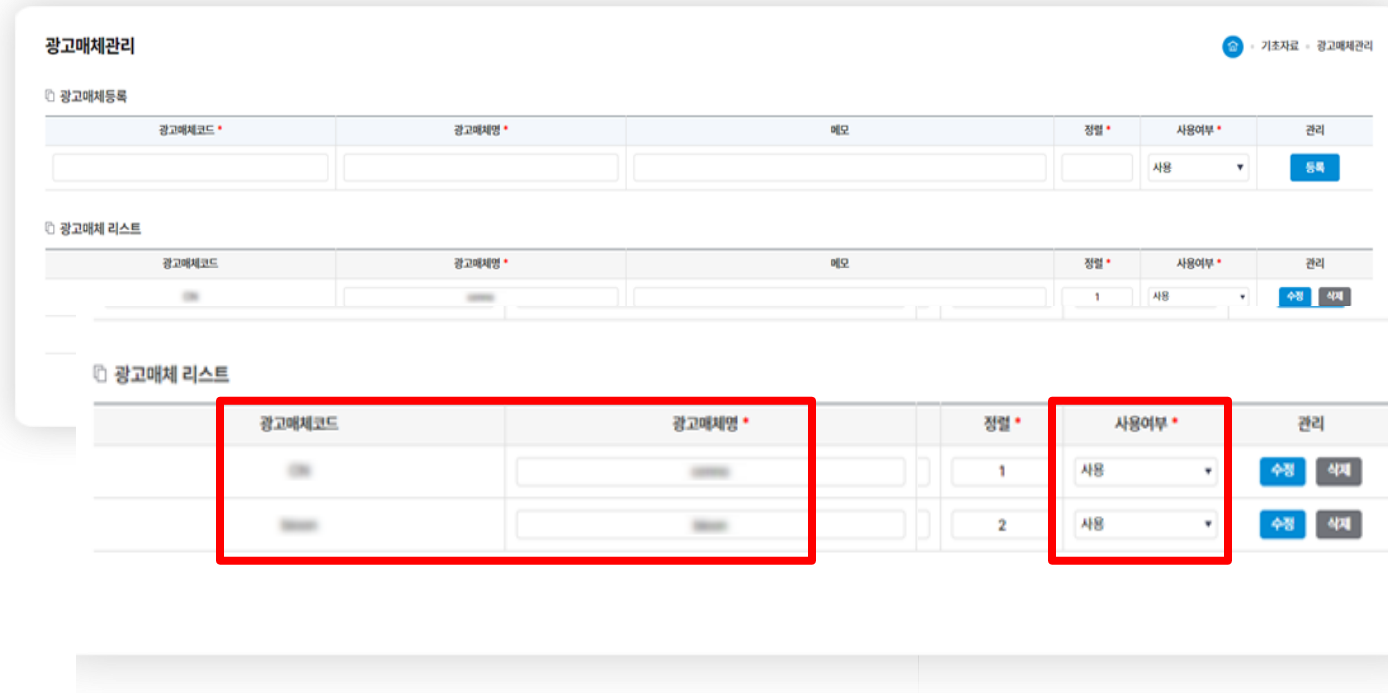 광고매체관리
기초자료 광고매체관리
광고매체등록
광고매체코드 * 광고매체명 * 메모 정렬 * 사용여부 * 관리
사용 등록
광고매체 리스트
광고매체코드 광고매체명 * 메모 정렬 * 사용여부 * 관리
1 사용 수정 삭제
광고매체 리스트
광고매체코드 광고매체명 * 정렬 * 사용여부 * 관리
1 사용 수정 삭제
2 사용 수정 삭제